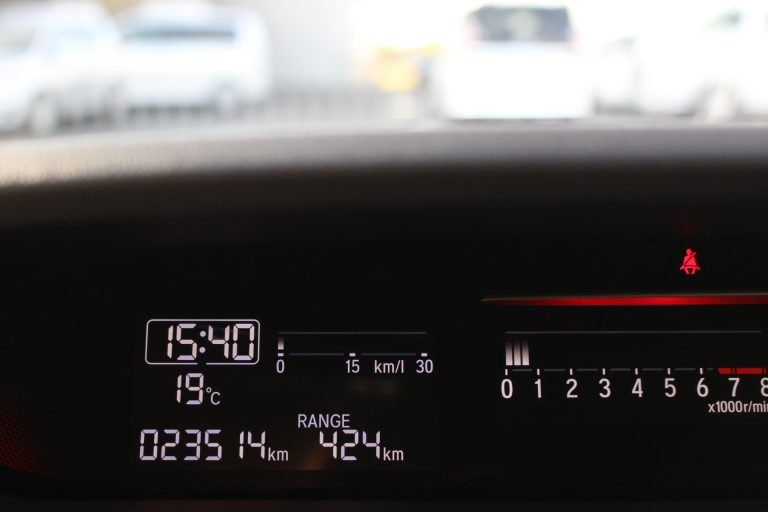 15:40
0 15 km/l 30
19°C
0 1 2 3 4 5 6 7 8
x1000r/min
RANGE
023514km 424km